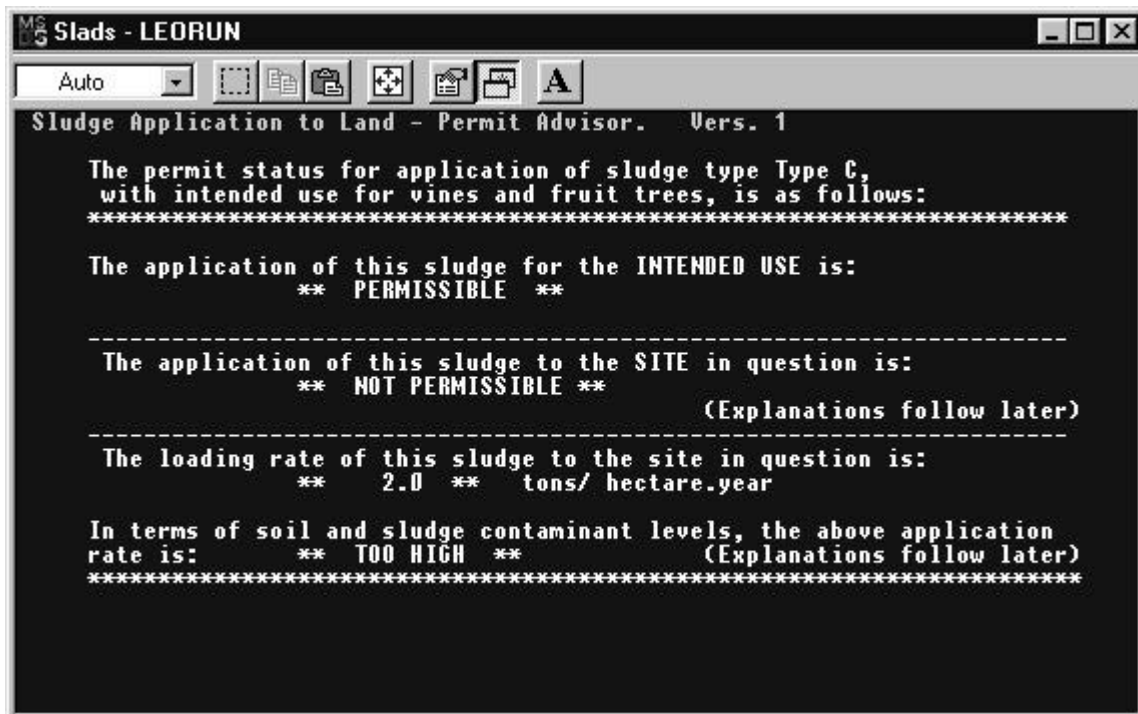 Slads - LEORUN
Auto
A
Sludge Application to Land - Permit Advisor. Vers. 1
The permit status for application of sludge type Type C,
with intended use for vines and fruit trees, is as follows:
***********************************************************************
The application of this sludge for the INTENDED USE is:
** PERMISSIBLE **
-----------------------------------------------------------------------
The application of this sludge to the SITE in question is:
** NOT PERMISSIBLE **
(Explanations follow later)
-----------------------------------------------------------------------
The loading rate of this sludge to the site in question is:
** 2.0 ** tons/ hectare.year
In terms of soil and sludge contaminant levels, the above application
rate is: ** TOO HIGH ** (Explanations follow later)
************************************************************************